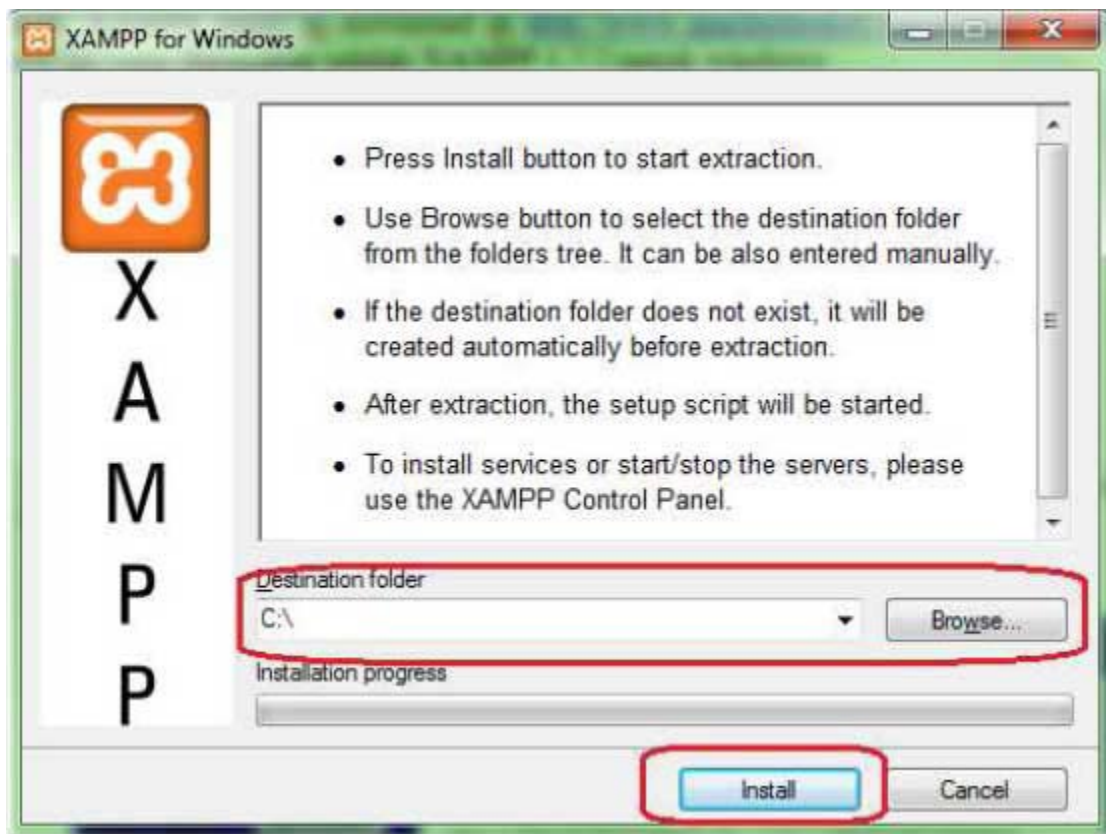 XAMPP for Windows
X
A
M
P
P
• Press Install button to start extraction.
• Use Browse button to select the destination folder
from the folders tree. It can be also entered manually.
• If the destination folder does not exist, it will be
created automatically before extraction.
• After extraction, the setup script will be started.
• To install services or start/stop the servers, please
use the XAMPP Control Panel.
Destination folder
C:\
Browse...
Installation progress
Install
Cancel